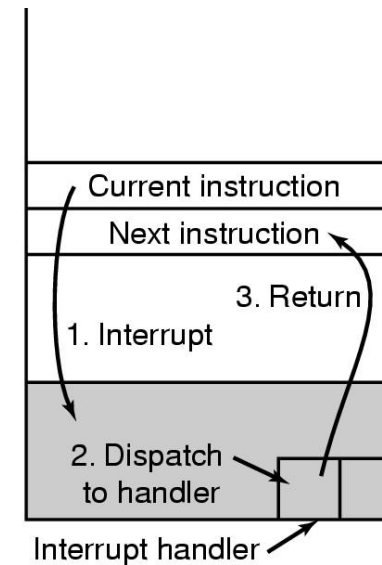 Current instruction
Next instruction
3. Return
1. Interrupt
2. Dispatch
to handler
Interrupt handler